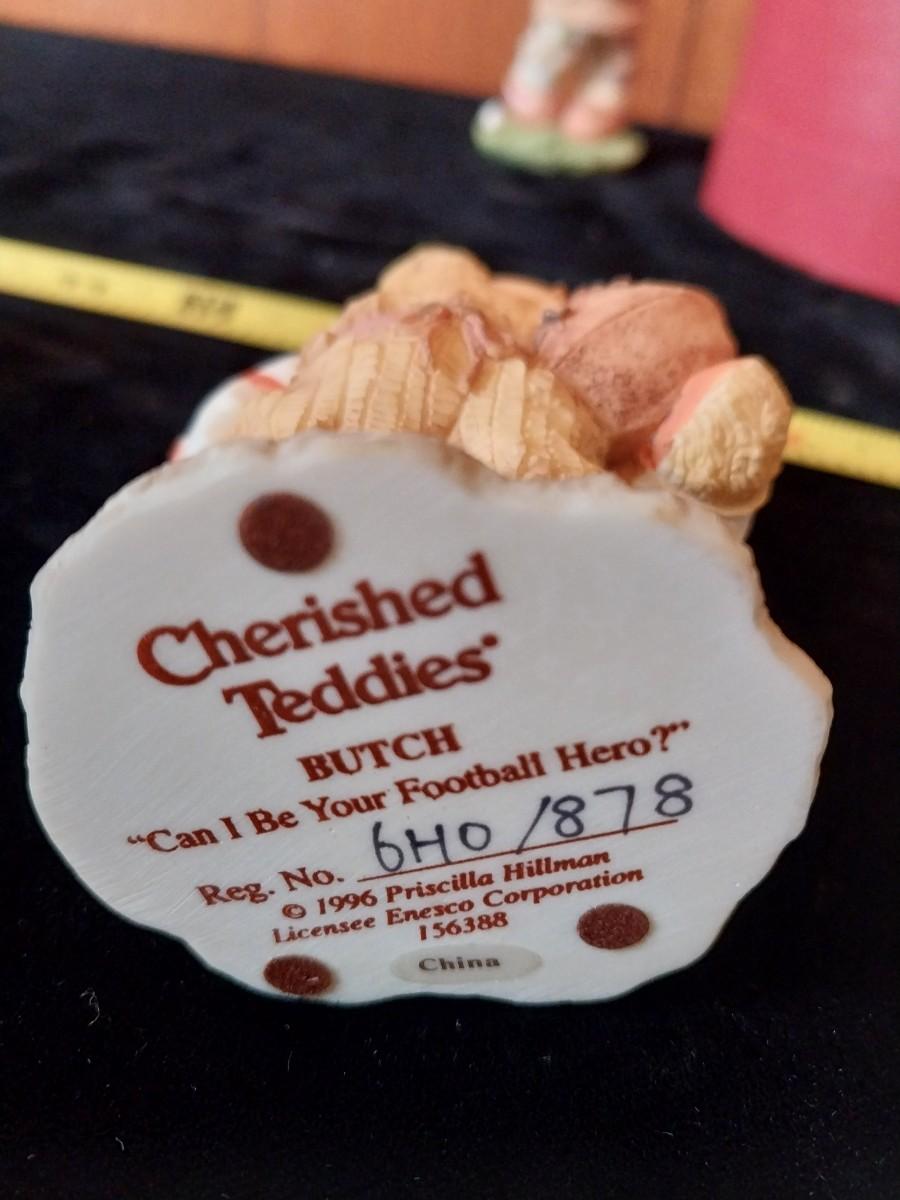 Cherished
Teddies®
BUTCH
“Can I Be Your Football Hero?”
Reg. No. 6H0/878
© 1996 Priscilla Hillman
Licensee Enesco Corporation
156388
China